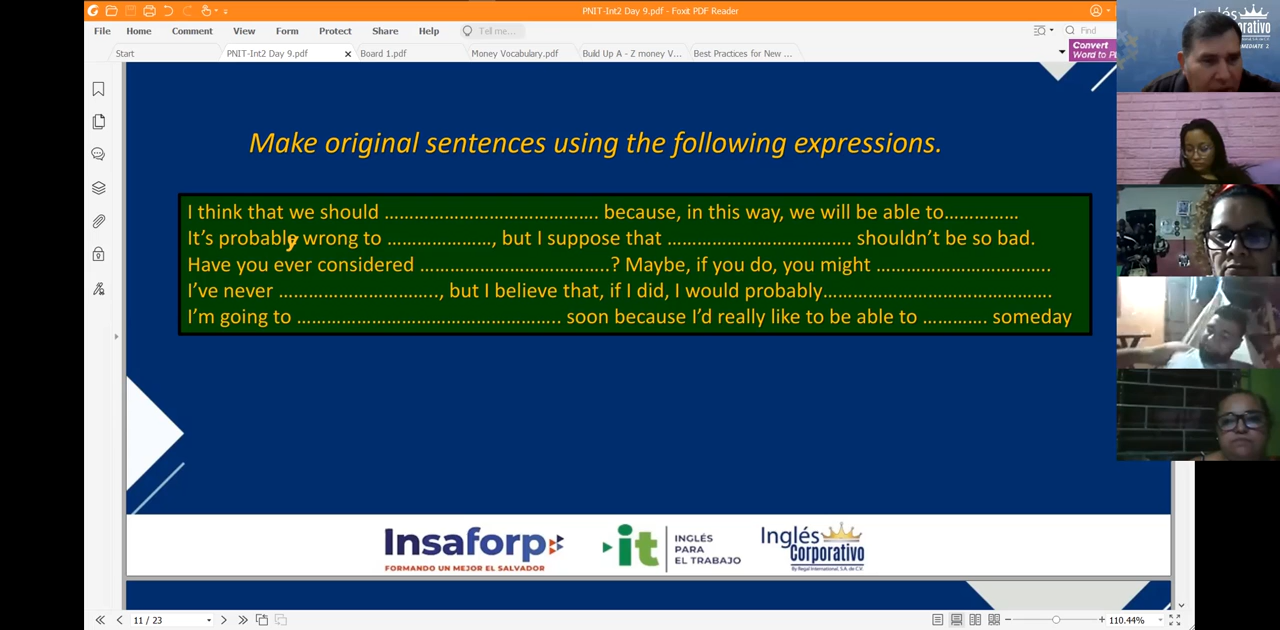 PNIT-Int2 Day 9.pdf - Foxit PDF Reader
File Home Comment View Form Protect Share Help Tell me... Find
Start PNIT-Int2 Day 9.pdf Board 1.pdf Money Vocabulary.pdf Build Up A - Z money V... Best Practices for New ...
Convert
Word to
Make original sentences using the following expressions.
I think that we should ………………………………… because, in this way, we will be able to……………
It's probably wrong to …………………, but I suppose that ……………………………. shouldn't be so bad.
Have you ever considered ……………………………..? Maybe, if you do, you might …………………………..
I've never ………………………….., but I believe that, if I did, I would probably……………………………………
I'm going to ………………………………………….. soon because I'd really like to be able to …………. someday
Insaforp
FORMANDO UN MEJOR EL SALVADOR
it
INGLÉS
PARA
EL TRABAJO
Inglés
Corporativo
By Regal International, S.A. de C.V.
11 / 23
110.44%